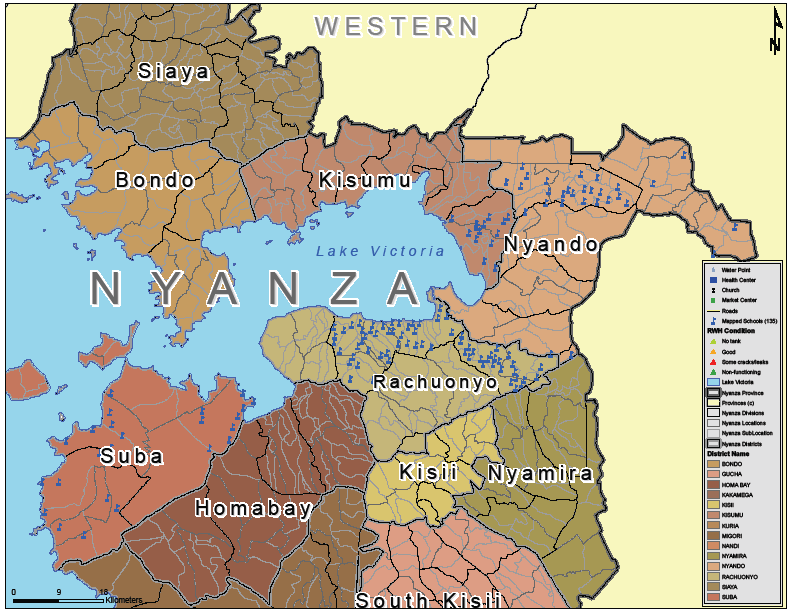 WESTERN
N
Siaya
Bondo
Kisumu
Lake Victoria
Nyando
NYANZA
Rachuonyo
Suba
Kisii
Nyamira
Homabay
South Kisii
0 9 18
Kilometers
Water Point
Health Center
Church
Market Center
Roads
Mapped Schools (135)
RWH Condition
No tank
Good
Some cracks/leaks
Non-functioning
Lake Victoria
Nyanza Province
Provinces (c)
Nyanza Divisions
Nyanza Locations
Nyanza SubLocation
Nyanza Districts
District Name
BONDO
GUCHA
HOMA BAY
KAKAMEGA
KISII
KISUMU
KURIA
MIGORI
NANDI
NYAMIRA
NYANDO
RACHUONYO
SIAYA
SUBA